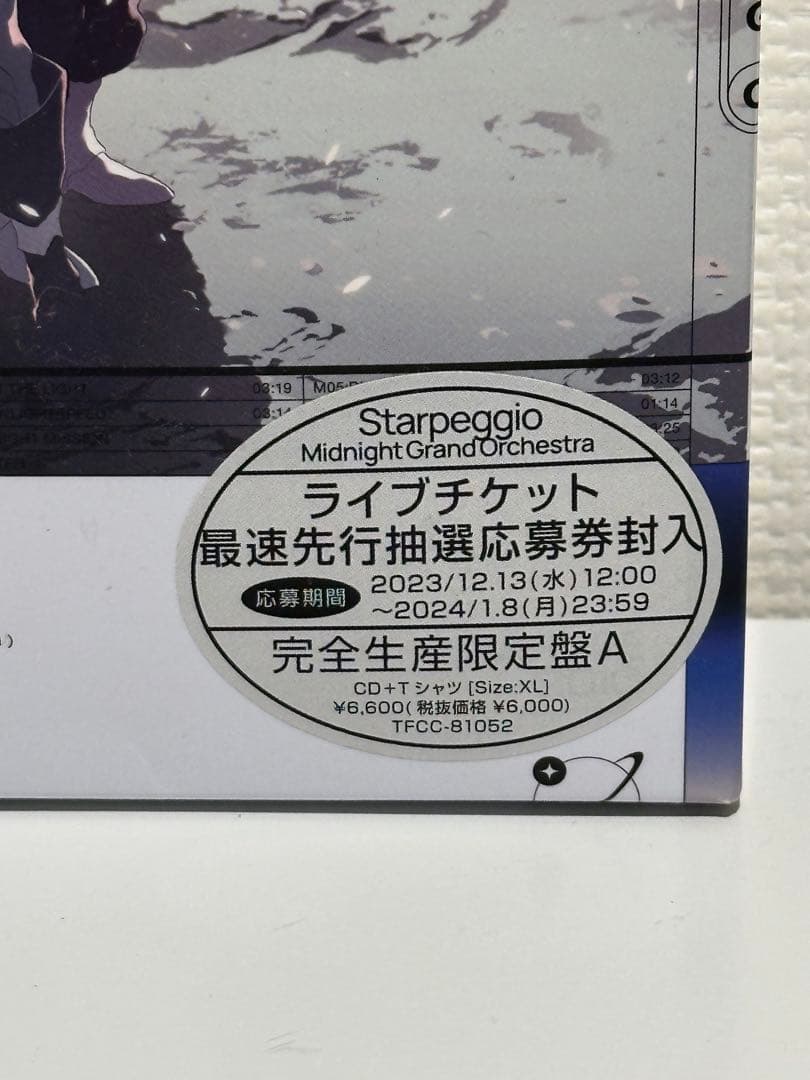 03:19 M05
03:12
01:14
Starpeggio
Midnight Grand Orchestra
ライブチケット
最速先行抽選応募券封入
応募期間 2023/12.13(水)12:00
～2024/1.8(月)23:59
完全生産限定盤A
CD+Tシャツ [Size:XL]
¥6,600(税抜価格 ¥6,000)
TFCC-81052